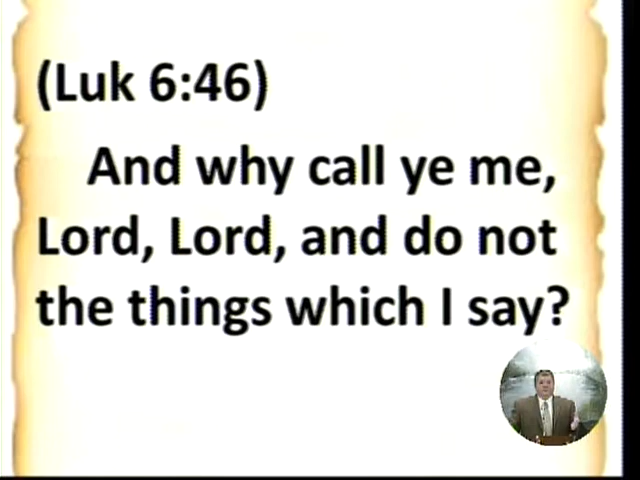 (Luk 6:46)
And why call ye me,
Lord, Lord, and do not
the things which I say?